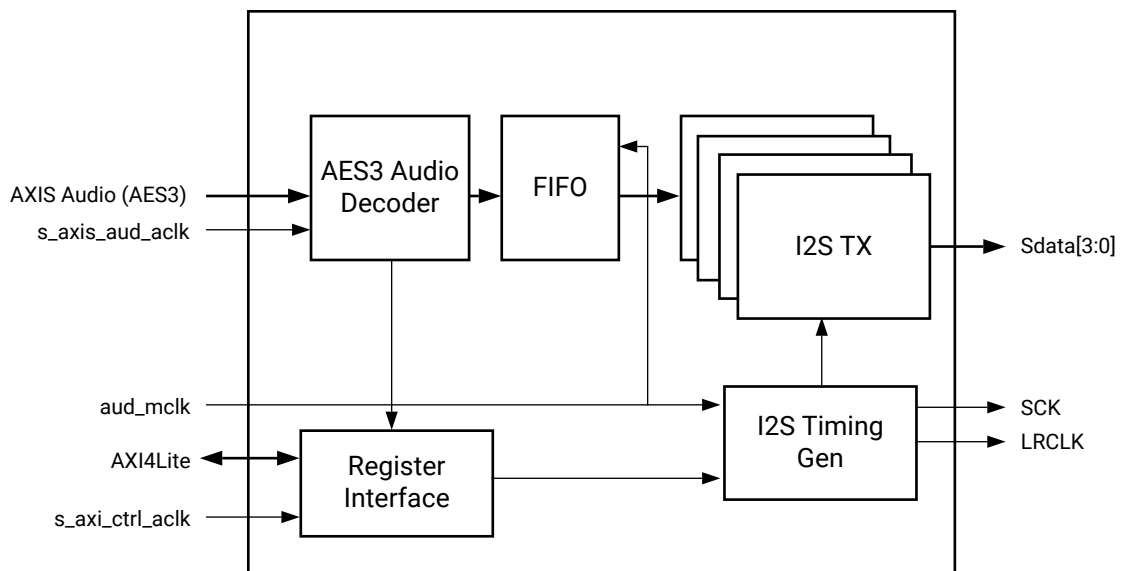 AES3 Audio
Decoder
FIFO
AXIS Audio (AES3)
s_axis_aud_aclk
I2S TX
Sdata[3:0]
aud_mclk
I2S Timing
Gen
SCK
LRCLK
AXI4Lite
Register
Interface
s_axi_ctrl_aclk